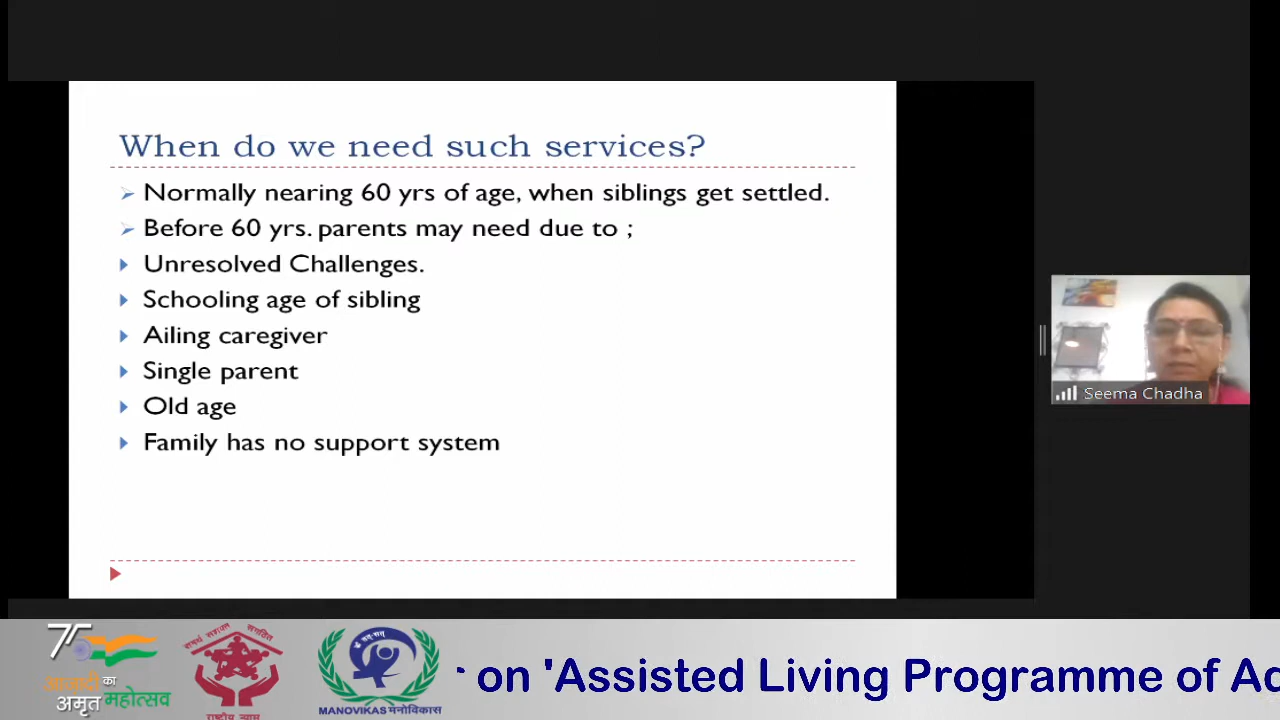 When do we need such services?
Normally nearing 60 yrs of age, when siblings get settled.
Before 60 yrs. parents may need due to ;
Unresolved Challenges.
Schooling age of sibling
Ailing caregiver
Single parent
Old age
Family has no support system
Seema Chadha
75
आज़ादी का
अमृत महोत्सव
MANOVIKAS मनोविकास
on 'Assisted Living Programme of